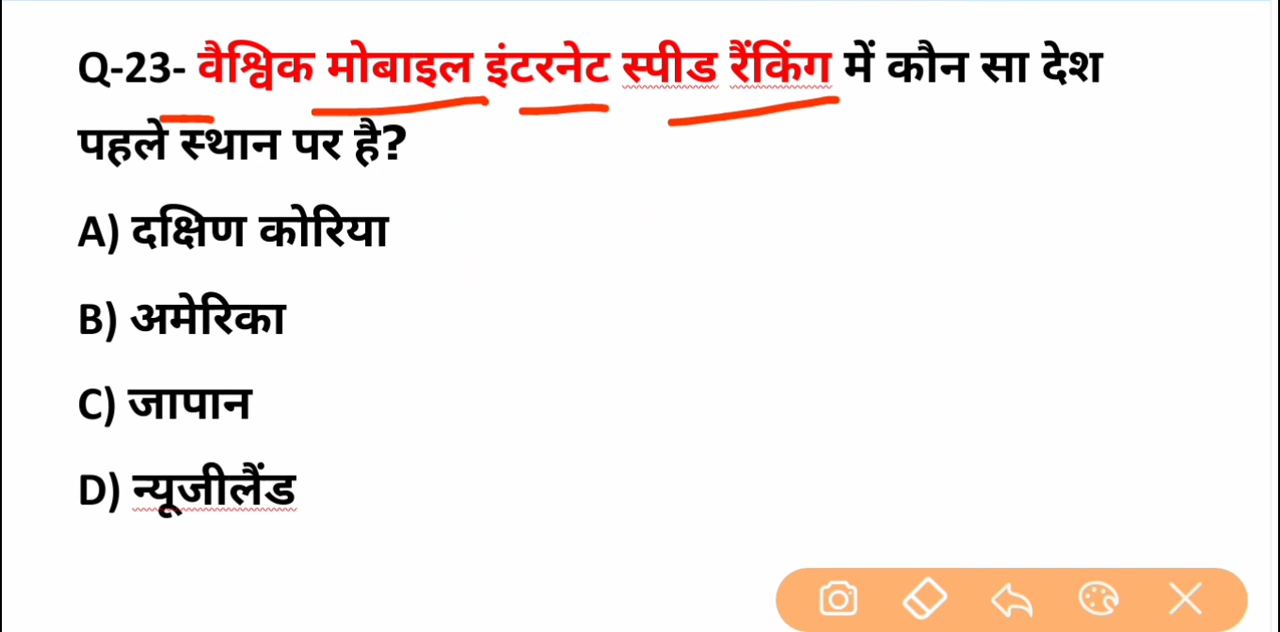 Q-23- वैश्विक मोबाइल इंटरनेट स्पीड रैंकिंग में कौन सा देश
पहले स्थान पर है?
A) दक्षिण कोरिया
B) अमेरिका
C) जापान
D) न्यूजीलैंड